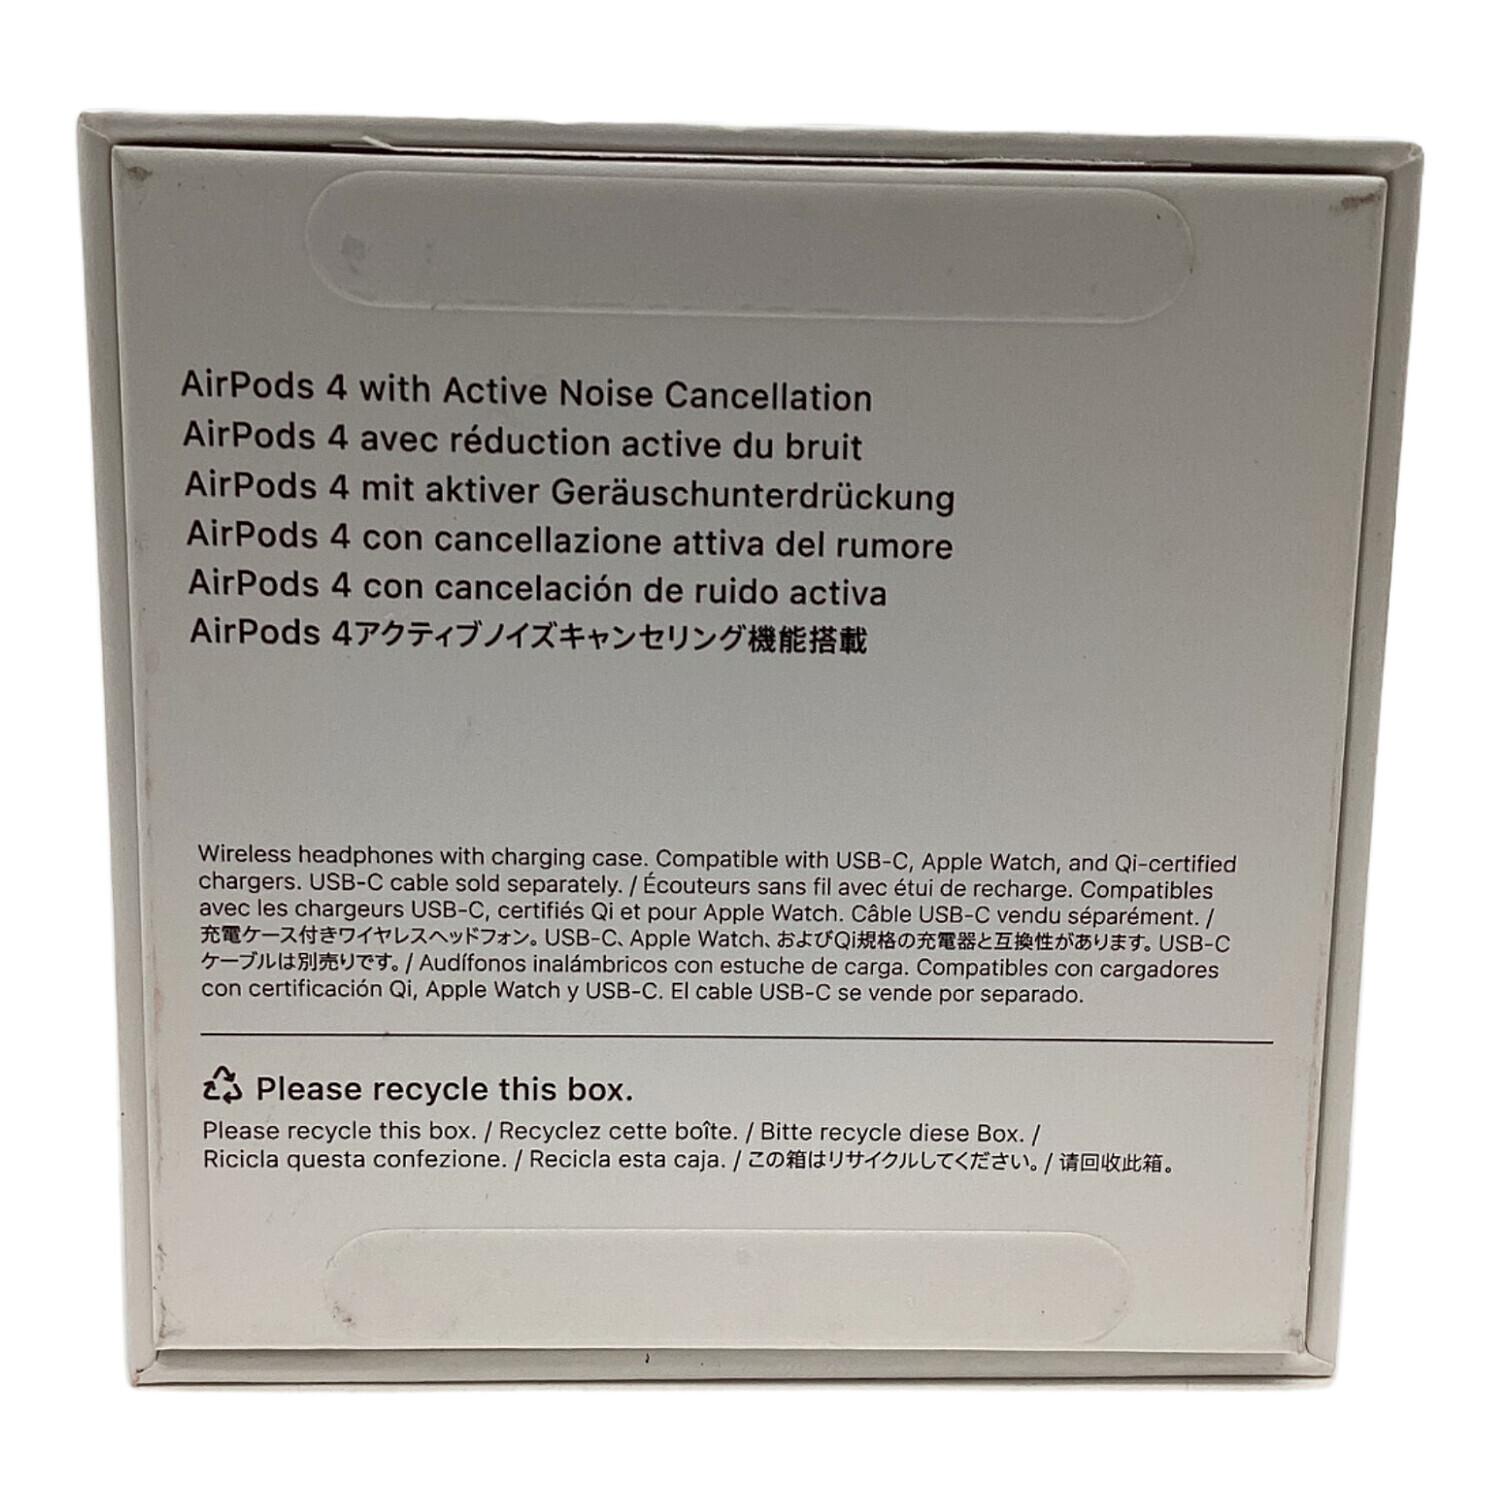 AirPods 4 with Active Noise Cancellation
AirPods 4 avec réduction active du bruit
AirPods 4 mit aktiver Geräuschunterdrückung
AirPods 4 con cancellazione attiva del rumore
AirPods 4 con cancelación de ruido activa
AirPods 4アクティブノイズキャンセリング機能搭載
Wireless headphones with charging case. Compatible with USB-C, Apple Watch, and Qi-certified
chargers. USB-C cable sold separately. / Écouteurs sans fil avec étui de recharge. Compatibles
avec les chargeurs USB-C, certifiés Qi et pour Apple Watch. Câble USB-C vendu séparément. /
充電ケース付きワイヤレスヘッドフォン。USB-C、Apple Watch、およびQi規格の充電器と互換性があります。USB-C
ケーブルは別売りです。/ Audífonos inalámbricos con estuche de carga. Compatibles con cargadores
con certificación Qi, Apple Watch y USB-C. El cable USB-C se vende por separado.
Please recycle this box.
Please recycle this box. / Recyclez cette boîte. / Bitte recycle diese Box. /
Ricicla questa confezione. / Recicla esta caja. / この箱はリサイクルしてください。/ 请回收此箱。